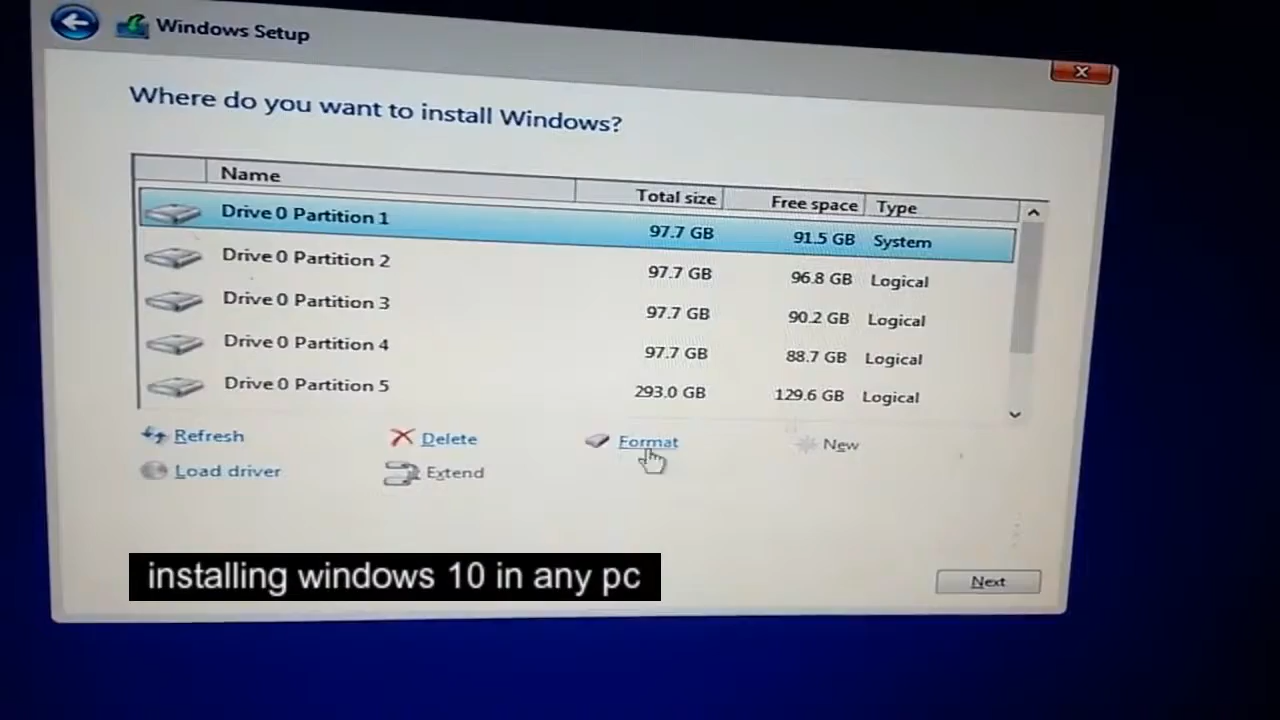 Windows Setup
Where do you want to install Windows?
Name Total size Free space Type
Drive 0 Partition 1 97.7 GB 91.5 GB System
Drive 0 Partition 2 97.7 GB 96.8 GB Logical
Drive 0 Partition 3 97.7 GB 90.2 GB Logical
Drive 0 Partition 4 97.7 GB 88.7 GB Logical
Drive 0 Partition 5 293.0 GB 129.6 GB Logical
Refresh Delete Format New
Load driver Extend
installing windows 10 in any pc
Next